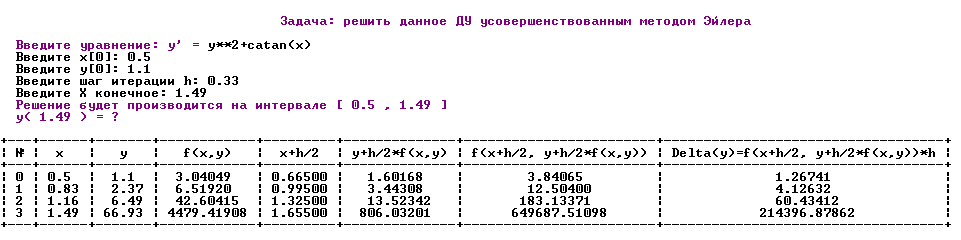 Задача: решить данное ДУ усовершенствованным методом Эйлера
Введите уравнение: y' = y**2+catan(x)
Введите x[0]: 0.5
Введите y[0]: 1.1
Введите шаг итерации h: 0.33
Введите X конечное: 1.49
Решение будет производится на интервале [ 0.5 , 1.49 ]
y( 1.49 ) = ?
№ | x | y | f(x,y) | x+h/2 | y+h/2*f(x,y) | f(x+h/2, y+h/2*f(x,y)) | Delta(y)=f(x+h/2, y+h/2*f(x,y))*h
0 | 0.5 | 1.1 | 3.04049 | 0.66500 | 1.60168 | 3.84065 | 1.26741
1 | 0.83 | 2.37 | 6.51920 | 0.99500 | 3.44308 | 12.50400 | 4.12632
2 | 1.16 | 6.49 | 42.60415 | 1.32500 | 13.52342 | 183.13371 | 60.43412
3 | 1.49 | 66.93 | 4479.41908 | 1.65500 | 806.03201 | 649687.51098 | 214396.87862